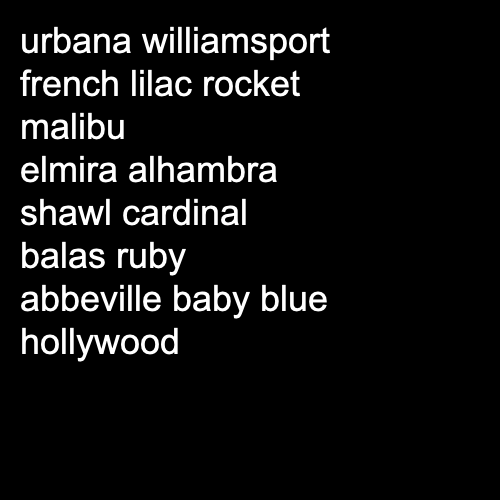 urbana williamsport
french lilac rocket
malibu
elmira alhambra
shawl cardinal
balas ruby
abbeville baby blue
hollywood